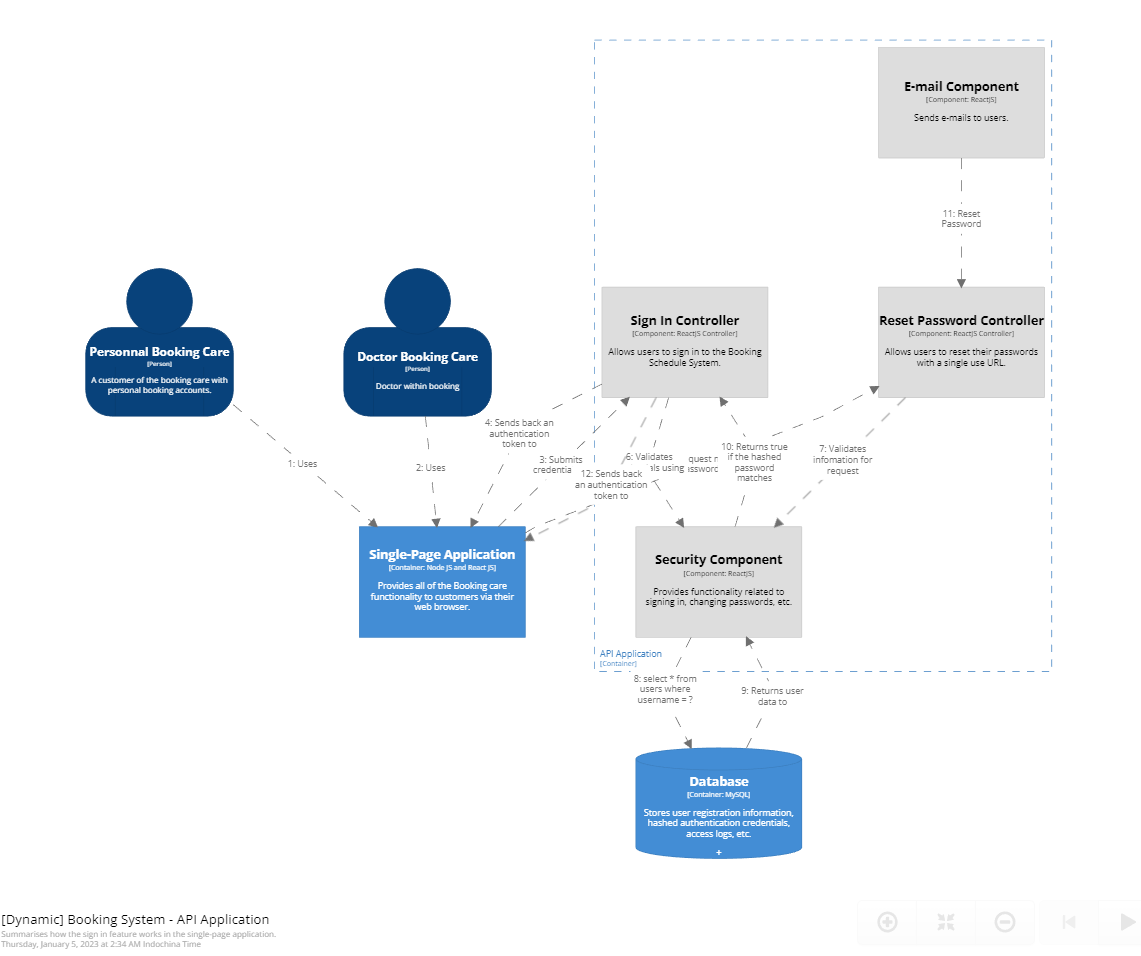 E-mail Component
[Component: ReactJS]
Sends e-mails to users.
11: Reset
Password
Personnal Booking Care
[Person]
A customer of the booking care with
personal booking accounts.
Doctor Booking Care
[Person]
Doctor within booking
Sign In Controller
[Component: ReactJS Controller]
Allows users to sign in to the Booking
Schedule System.
Reset Password Controller
[Component: ReactJS Controller]
Allows users to reset their passwords
with a single use URL.
1: Uses
2: Uses
4: Sends back an
authentication
token to
3: Submits
credentia
12: Sends back
an authentication
token to
6: Validates
als using
quest
10: Returns true
if the hashed
password
matches
7: Validates
infomation for
request
Single-Page Application
[Container: Node JS and React JS]
Provides all of the Booking care
functionality to customers via their
web browser.
Security Component
[Component: ReactJS]
Provides functionality related to
signing in, changing passwords, etc.
API Application
[Container]
8: select * from
users where
username = ?
9: Returns user
data to
Database
[Container: MySQL]
Stores user registration information,
hashed authentication credentials,
access logs, etc.
+
[Dynamic] Booking System - API Application
Summarises how the sign in feature works in the single-page application.
Thursday, January 5, 2023 at 2:34 AM Indochina Time